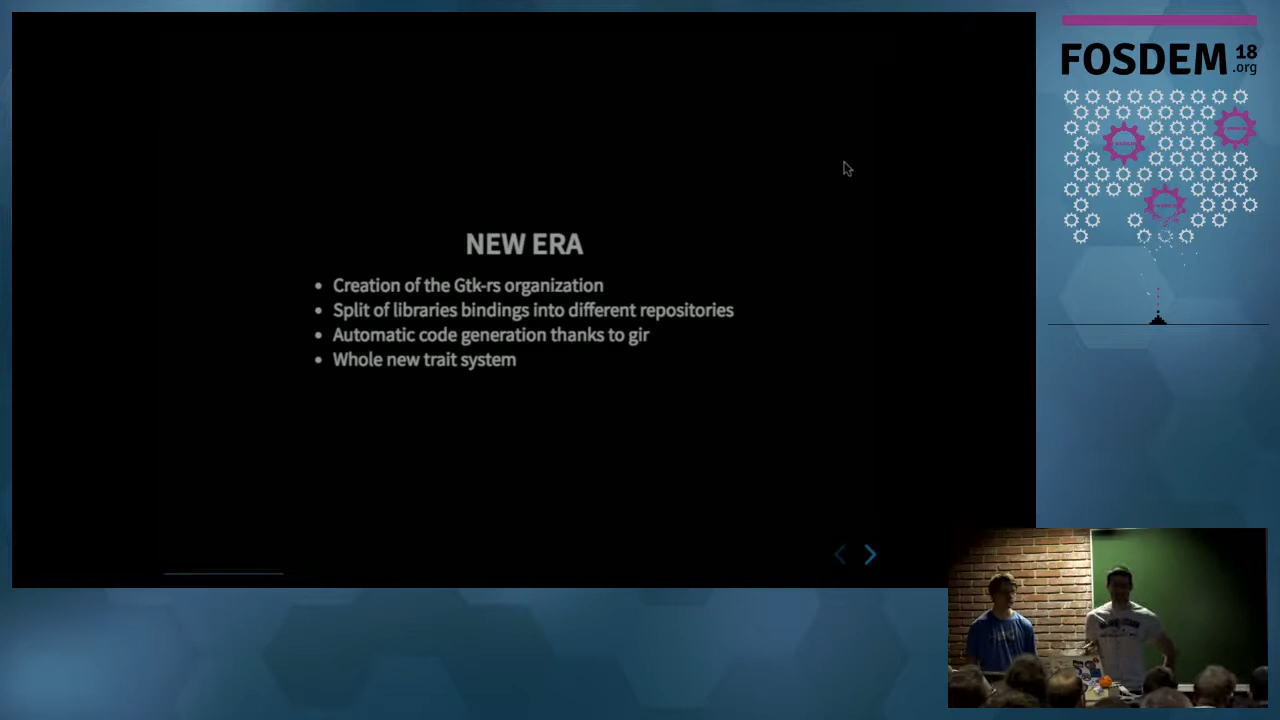 NEW ERA
Creation of the Gtk-rs organization
Split of libraries bindings into different repositories
Automatic code generation thanks to gir
Whole new trait system
FOSDEM 18
.org